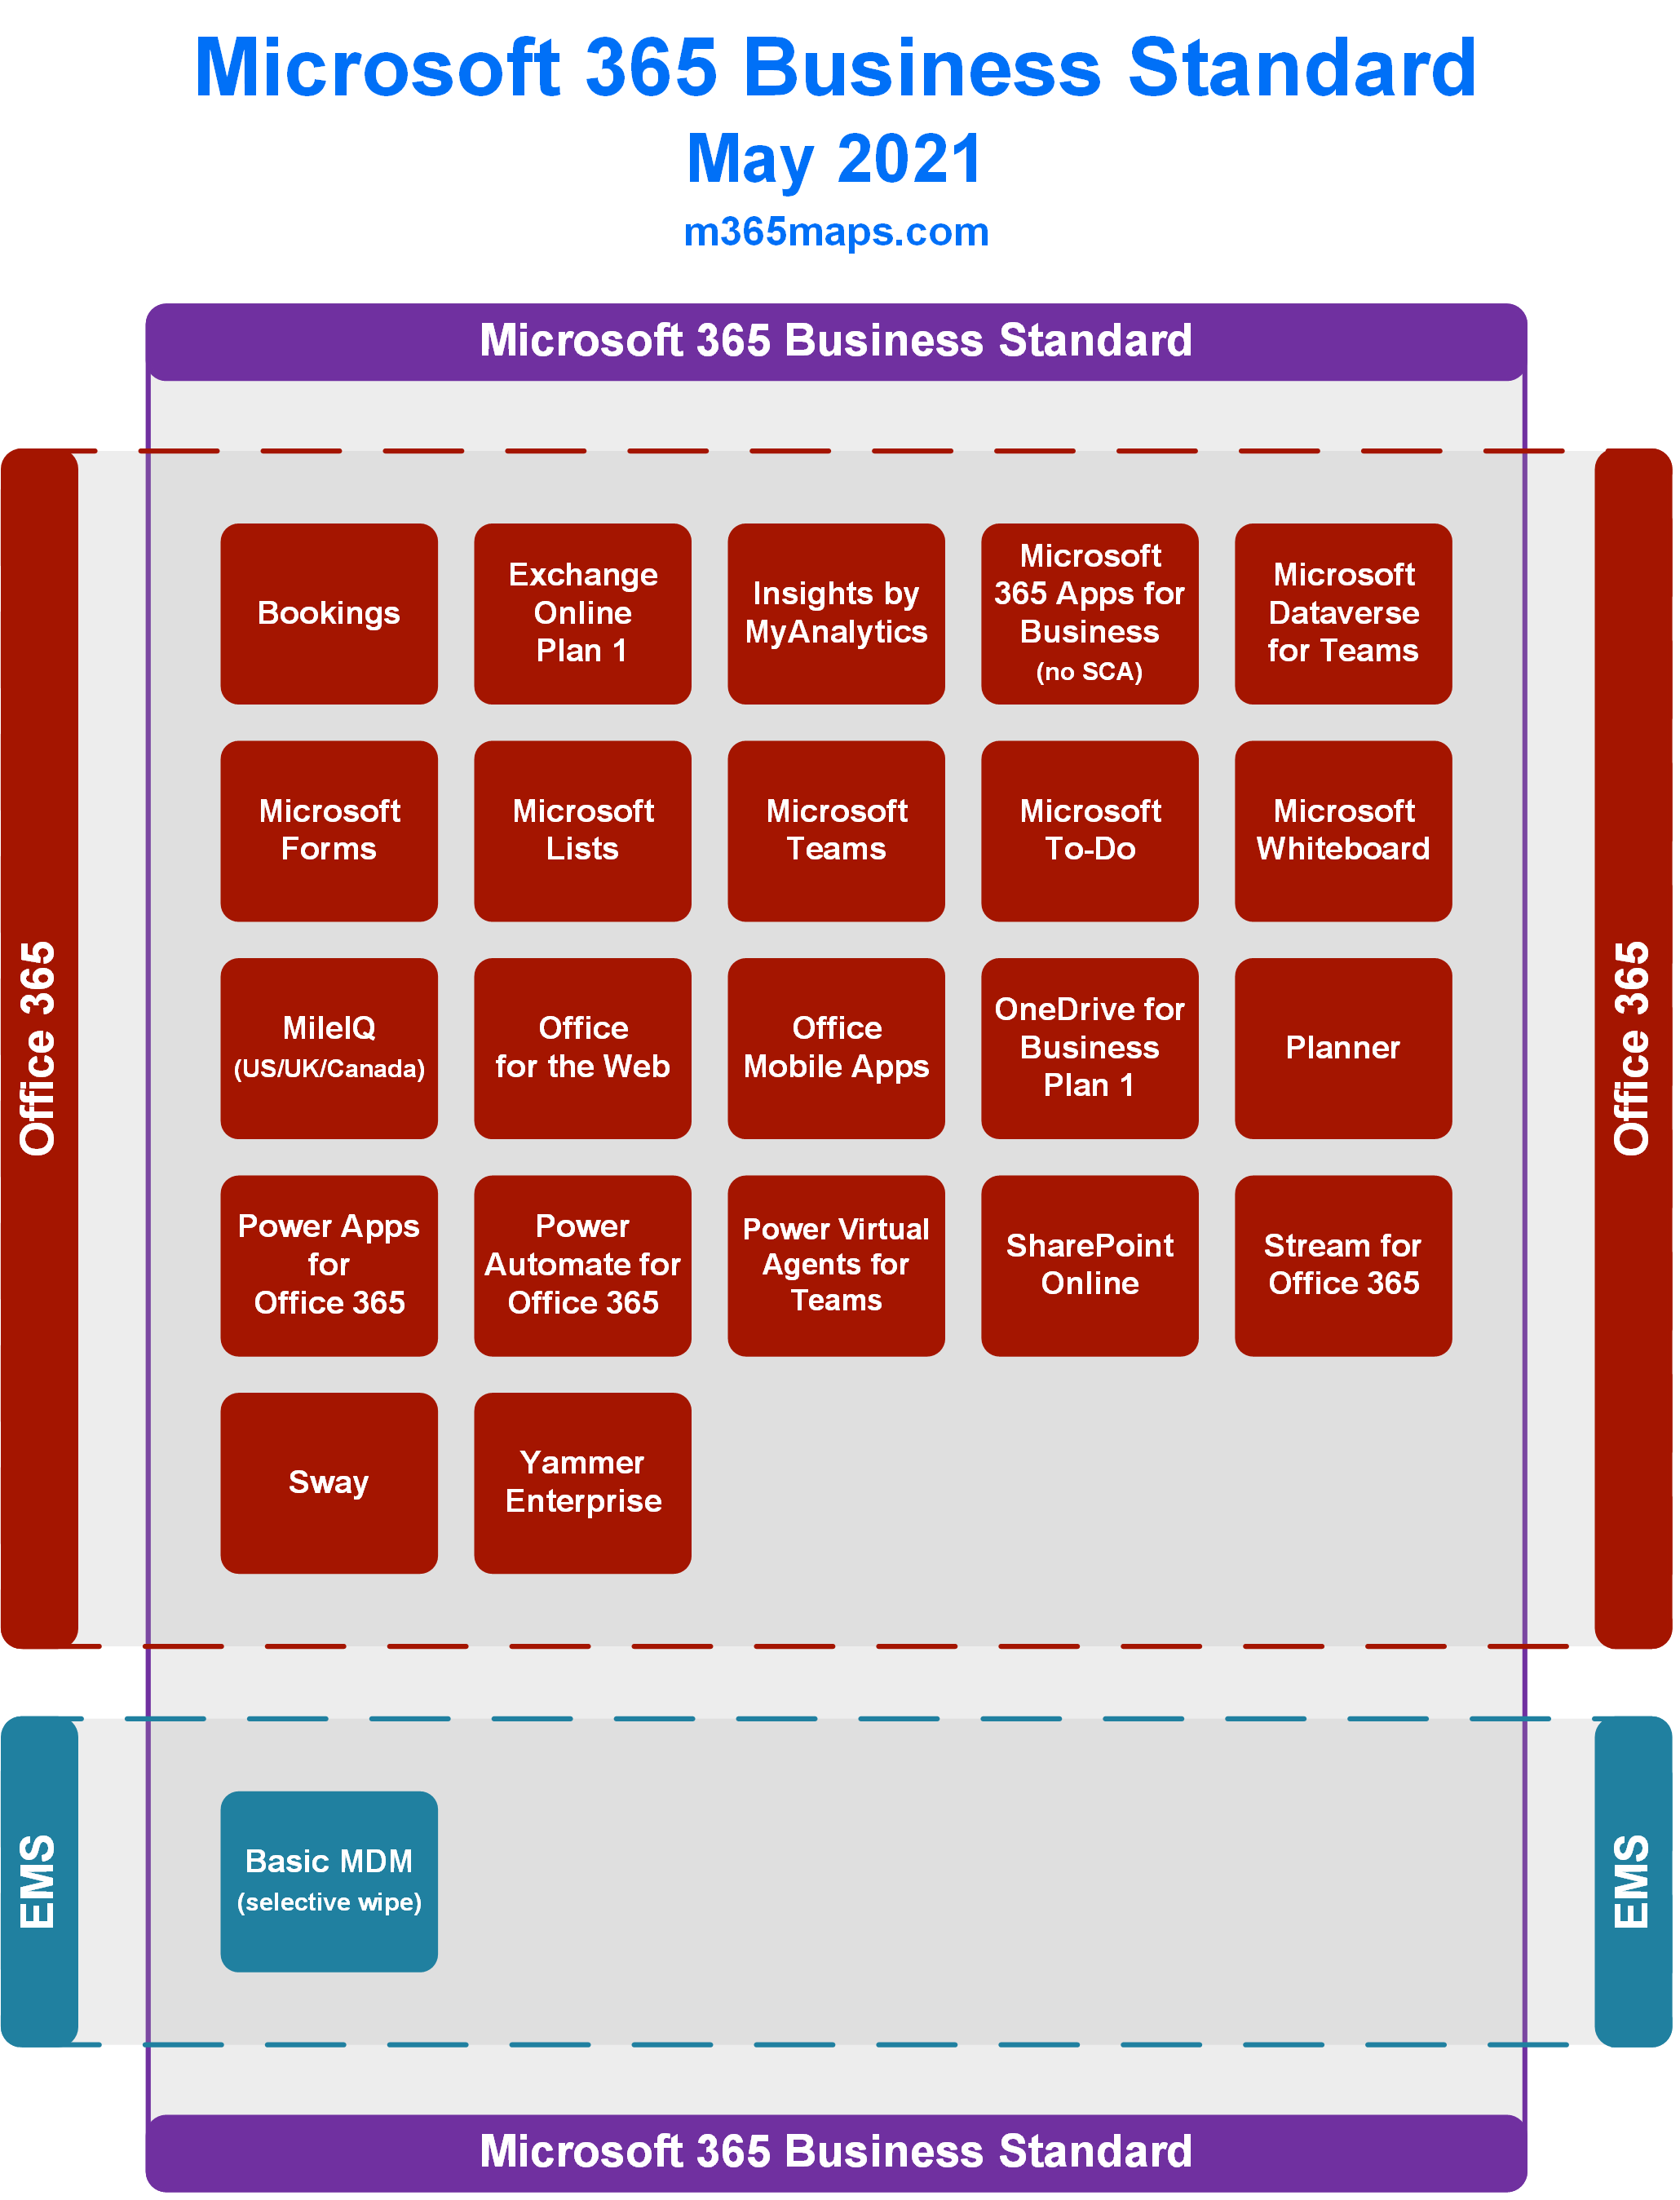 Microsoft 365 Business Standard
May 2021
m365maps.com
Microsoft 365 Business Standard
Office 365
Office 365
Bookings
Exchange
Online
Plan 1
Insights by
MyAnalytics
Microsoft
365 Apps for
Business
(no SCA)
Microsoft
Dataverse
for Teams
Microsoft
Forms
Microsoft
Lists
Microsoft
Teams
Microsoft
To-Do
Microsoft
Whiteboard
MileIQ
(US/UK/Canada)
Office
for the Web
Office
Mobile Apps
OneDrive for
Business
Plan 1
Planner
Power Apps
for
Office 365
Power
Automate for
Office 365
Power Virtual
Agents for
Teams
SharePoint
Online
Stream for
Office 365
Sway
Yammer
Enterprise
EMS
EMS
Basic MDM
(selective wipe)
Microsoft 365 Business Standard